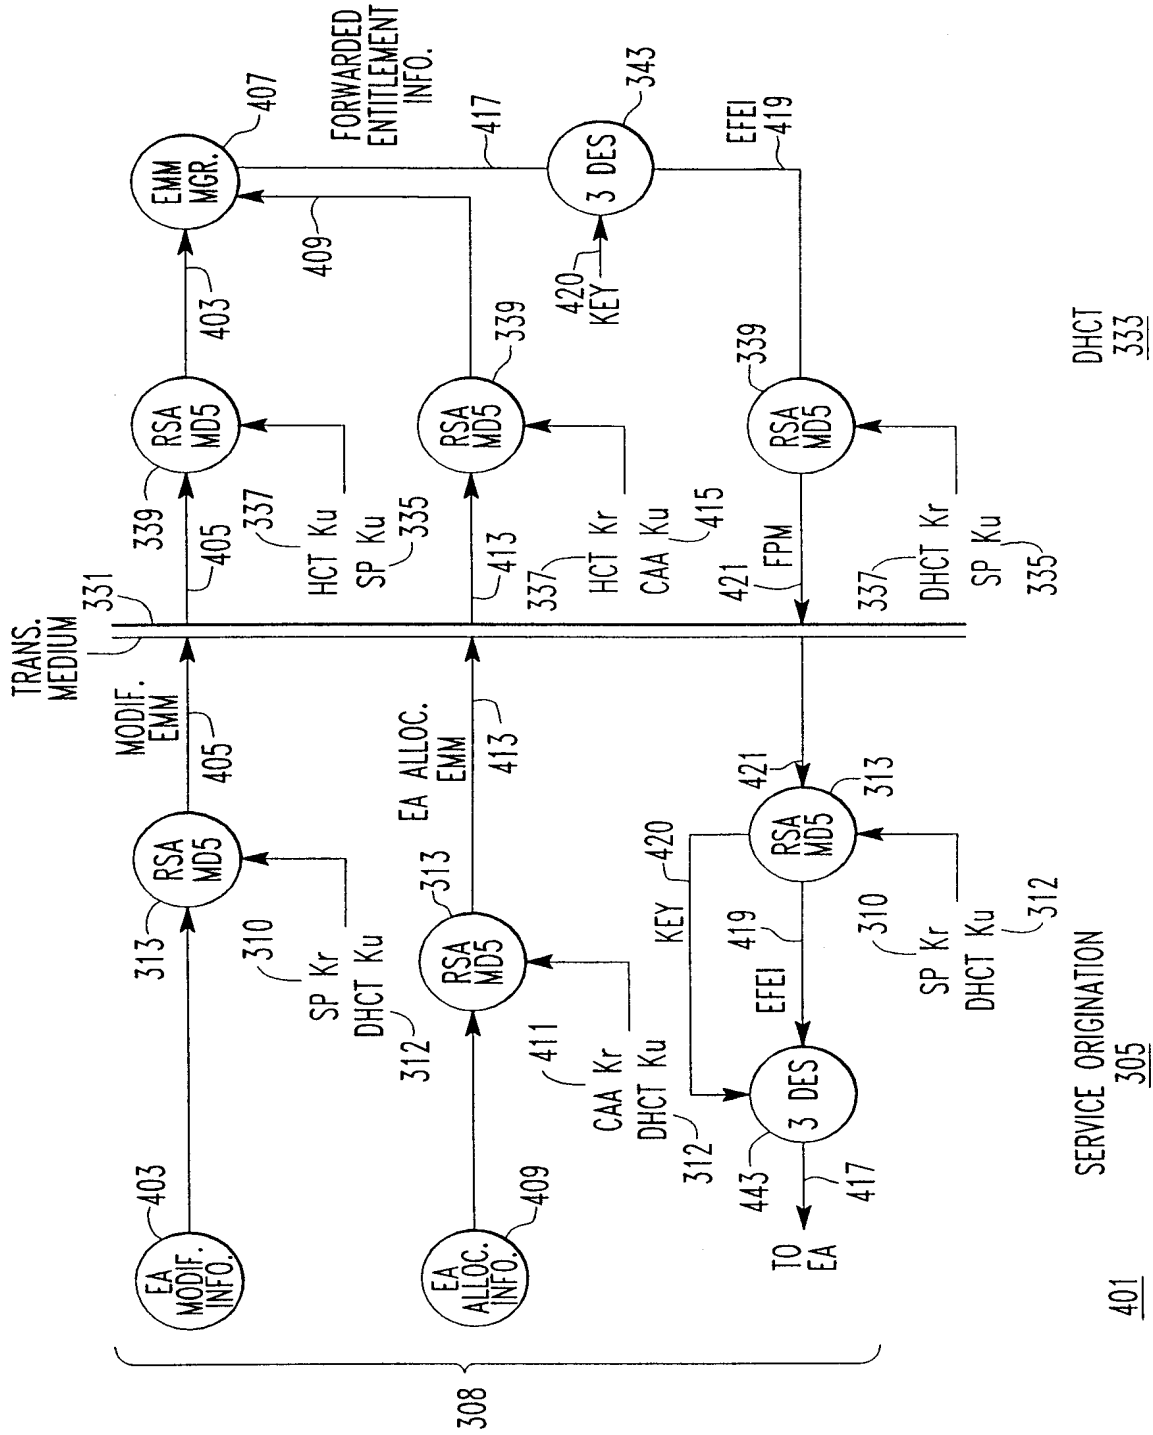 308
EA
MODIF.
INFO.
403
313
RSA
MD5
310
SP Kr
DHCT Ku
312
MODIF.
EMM
405
TRANS.
MEDIUM
331
405
339
RSA
MD5
337
HCT Ku
SP Ku
335
403
EMM
MGR.
407
409
FORWARDED
ENTITLEMENT
INFO.
417
EA
ALLOC.
INFO.
409
RSA
MD5
313
411
CAA Kr
DHCT Ku
312
EA ALLOC.
EMM
413
413
RSA
MD5
339
337
HCT Kr
CAA Ku
415
420
KEY
3 DES
343
EFEI
419
TO
EA
417
443
3 DES
KEY
420
EFEI
419
RSA
MD5
313
421
310
SP Kr
DHCT Ku
312
421
FPM
RSA
MD5
339
337
DHCT Kr
SP Ku
335
SERVICE ORIGINATION
305
DHCT
333
401